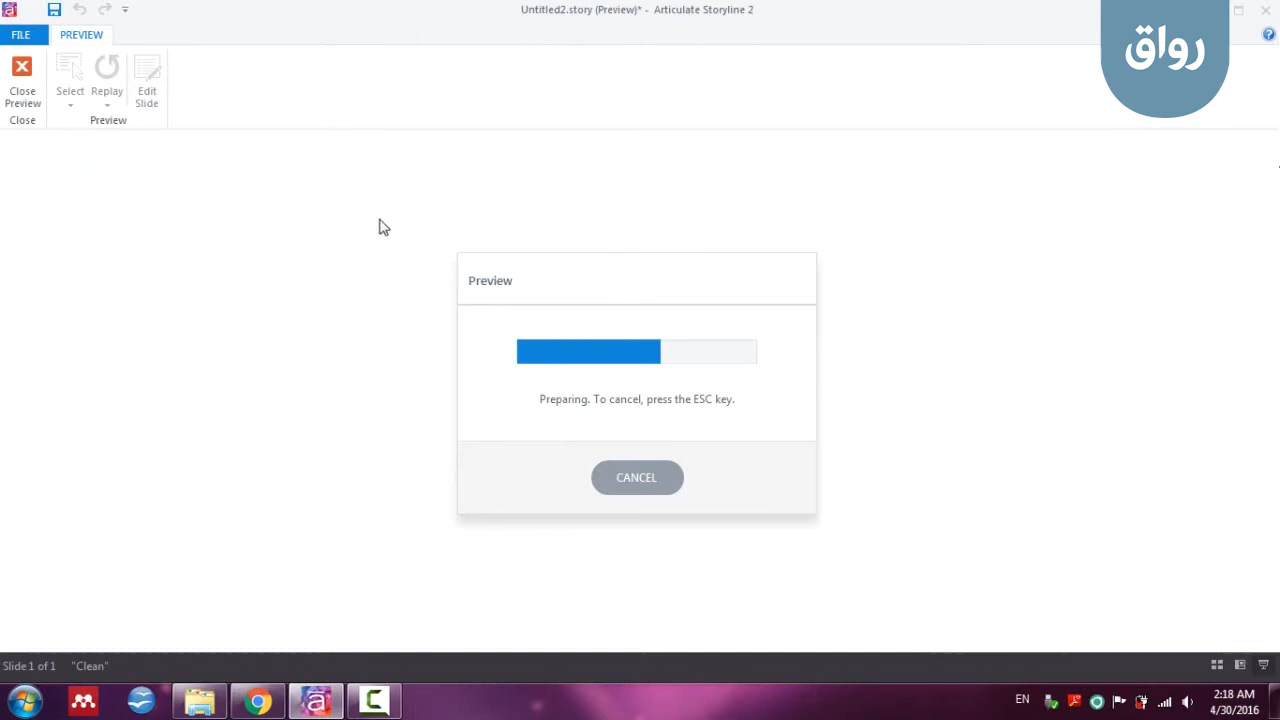 Untitled2.story (Preview)* - Articulate Storyline 2
FILE
PREVIEW
Close Preview
Select
Replay
Edit Slide
Close
Preview
رواق
Preview
Preparing. To cancel, press the ESC key.
CANCEL
Slide 1 of 1
"Clean"
EN
2:18 AM
4/30/2016